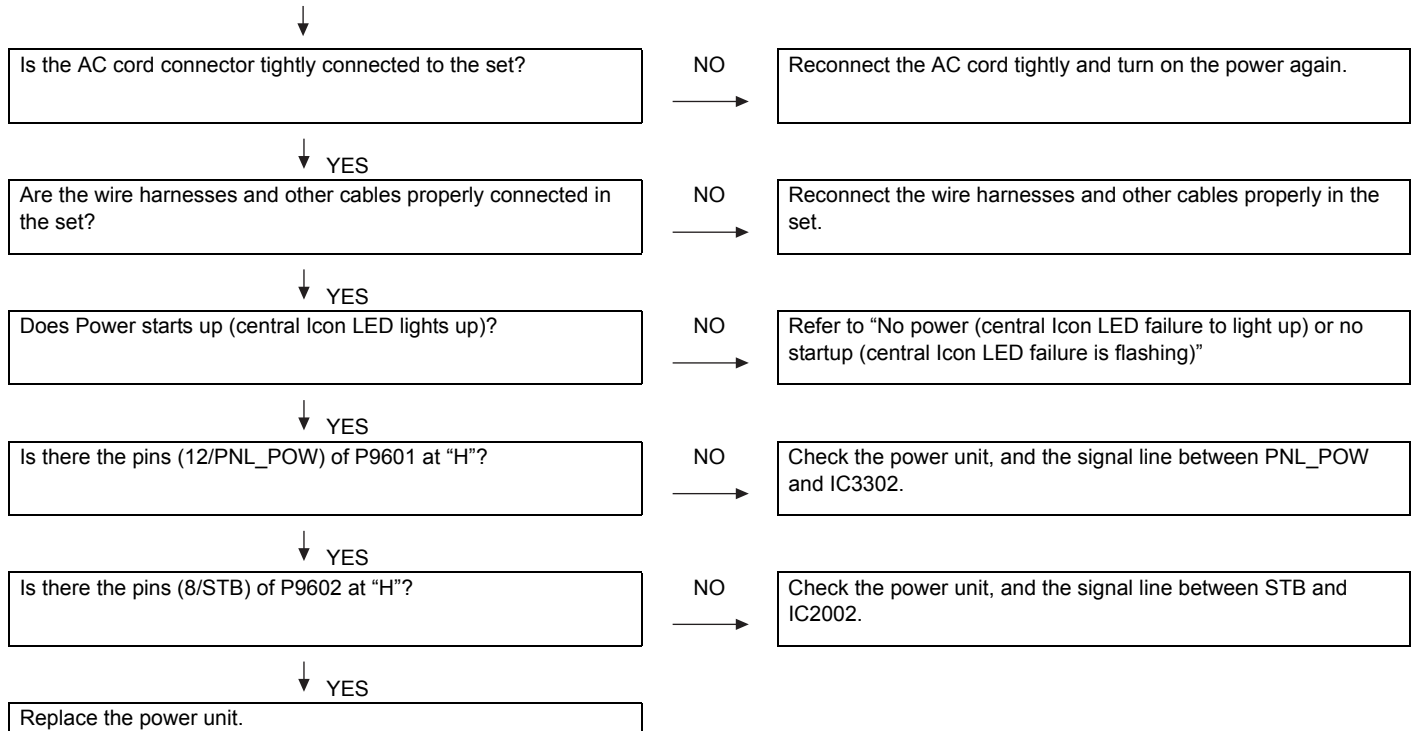 Is the AC cord connector tightly connected to the set?
NO
Reconnect the AC cord tightly and turn on the power again.
YES
Are the wire harnesses and other cables properly connected in
the set?
NO
Reconnect the wire harnesses and other cables properly in the
set.
YES
Does Power starts up (central Icon LED lights up)?
NO
Refer to “No power (central Icon LED failure to light up) or no
startup (central Icon LED failure is flashing)”
YES
Is there the pins (12/PNL_POW) of P9601 at “H”?
NO
Check the power unit, and the signal line between PNL_POW
and IC3302.
YES
Is there the pins (8/STB) of P9602 at “H”?
NO
Check the power unit, and the signal line between STB and
IC2002.
YES
Replace the power unit.